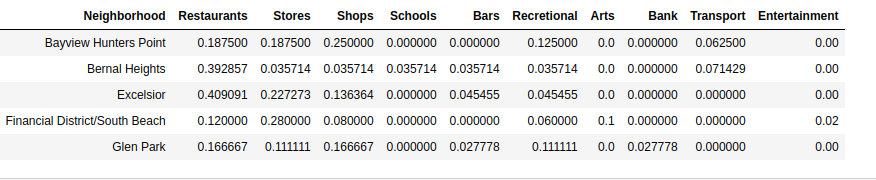 Neighborhood Restaurants Stores Shops Schools Bars Recretional Arts Bank Transport Entertainment
Bayview Hunters Point 0.187500 0.187500 0.250000 0.000000 0.000000 0.125000 0.0 0.000000 0.062500 0.00
Bernal Heights 0.392857 0.035714 0.035714 0.035714 0.035714 0.035714 0.0 0.000000 0.071429 0.00
Excelsior 0.409091 0.227273 0.136364 0.000000 0.045455 0.045455 0.0 0.000000 0.000000 0.00
Financial District/South Beach 0.120000 0.280000 0.080000 0.000000 0.000000 0.060000 0.1 0.000000 0.000000 0.02
Glen Park 0.166667 0.111111 0.166667 0.000000 0.027778 0.111111 0.0 0.027778 0.000000 0.00